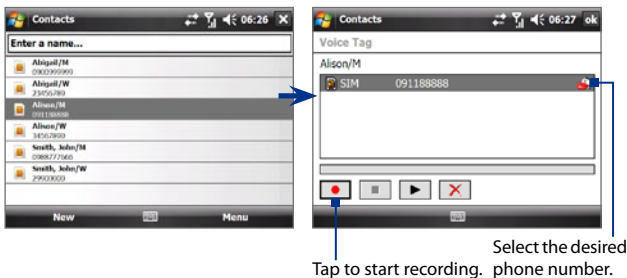 Contacts 06:26
Enter a name...
Abigail/M
0900999999
Abigail/W
23456789
Alison/M
091188888
Alison/W
34567890
Smith, John/M
0988777666
Smith, John/W
29900000
New Menu
Contacts 06:27 ok
Voice Tag
Alison/M
SIM 091188888
Tap to start recording.
Select the desired
phone number.